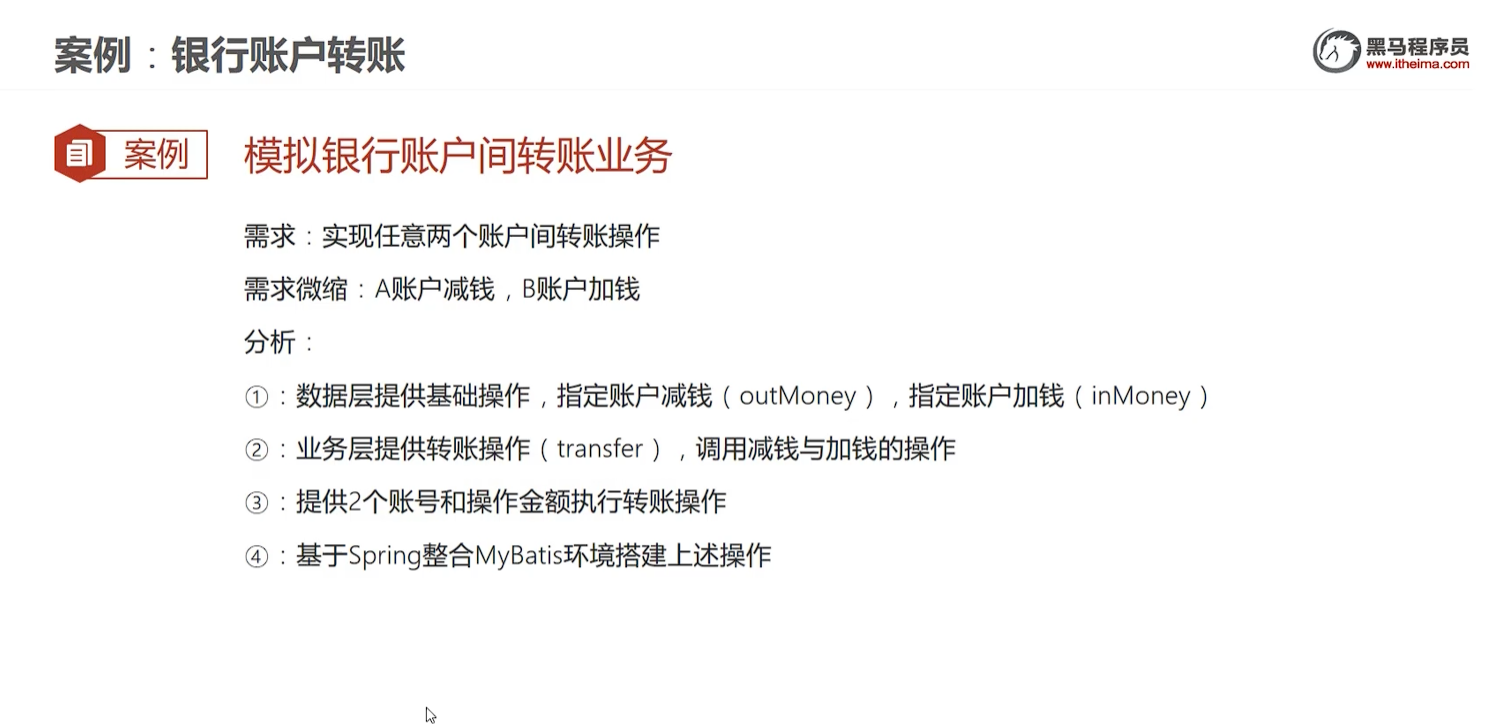 案例：银行账户转账
黑马程序员
www.itheima.com
案例
模拟银行账户间转账业务
需求：实现任意两个账户间转账操作
需求微缩：A账户减钱，B账户加钱
分析：
①：数据层提供基础操作，指定账户减钱（outMoney），指定账户加钱（inMoney）
②：业务层提供转账操作（transfer），调用减钱与加钱的操作
③：提供2个账号和操作金额执行转账操作
④：基于Spring整合MyBatis环境搭建上述操作